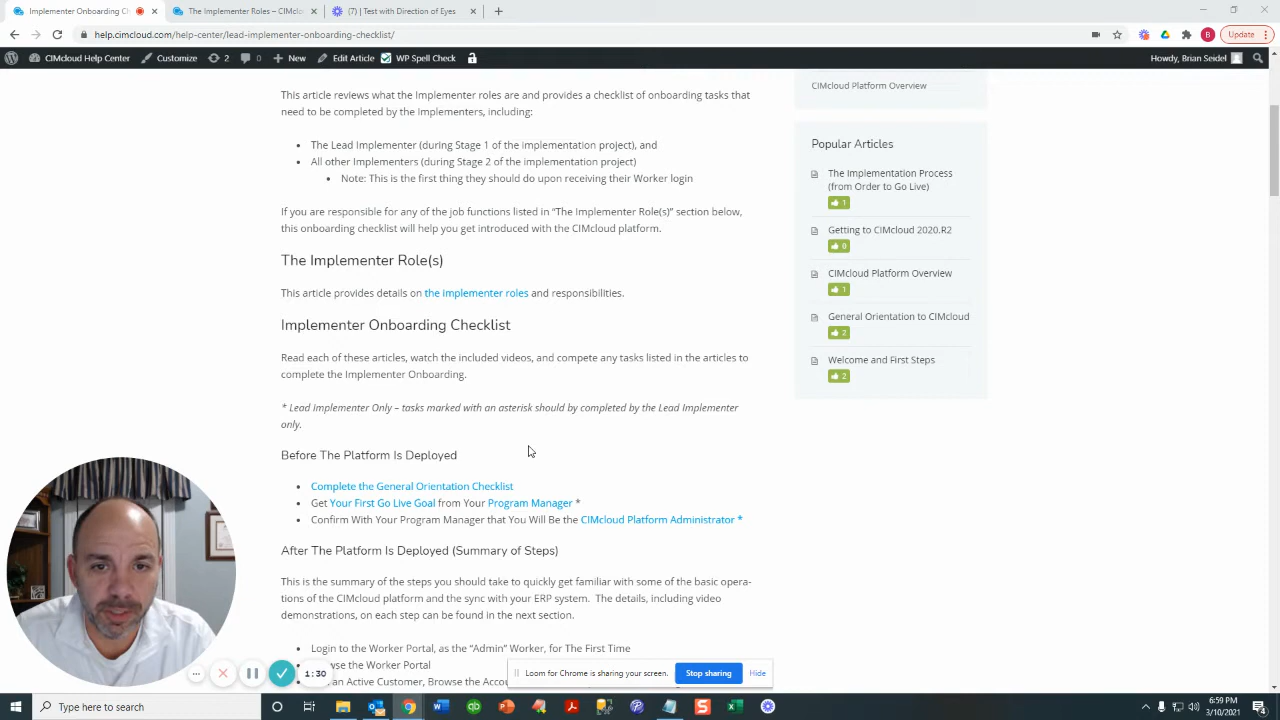 Implementer Onboarding Ch
The Implementer Roles – CIMclou
(7) | Test with Direction of Eyes
help.cimcloud.com/help-center/lead-implementer-onboarding-checklist/
B
Update
CIMcloud Help Center
Customize
2
0
New
Edit Article
WP Spell Check
Howdy, Brian Seidel
This article reviews what the Implementer roles are and provides a checklist of onboarding tasks that
need to be completed by the Implementers, including:
The Lead Implementer (during Stage 1 of the implementation project), and
All other Implementers (during Stage 2 of the implementation project)
Note: This is the first thing they should do upon receiving their Worker login
If you are responsible for any of the job functions listed in “The Implementer Role(s)” section below,
this onboarding checklist will help you get introduced with the CIMcloud platform.
The Implementer Role(s)
This article provides details on the implementer roles and responsibilities.
Implementer Onboarding Checklist
Read each of these articles, watch the included videos, and compete any tasks listed in the articles to
complete the Implementer Onboarding.
* Lead Implementer Only – tasks marked with an asterisk should by completed by the Lead Implementer
only.
Before The Platform Is Deployed
Complete the General Orientation Checklist
Get Your First Go Live Goal from Your Program Manager *
Confirm With Your Program Manager that You Will Be the CIMcloud Platform Administrator *
After The Platform Is Deployed (Summary of Steps)
This is the summary of the steps you should take to quickly get familiar with some of the basic opera-
tions of the CIMcloud platform and the sync with your ERP system. The details, including video
demonstrations, on each step can be found in the next section.
Login to the Worker Portal, as the “Admin” Worker, for The First Time
wse the Worker Portal
an Active Customer, Browse the Accou
CIMcloud Platform Overview
Popular Articles
The Implementation Process
(from Order to Go Live)
1
Getting to CIMcloud 2020.R2
0
CIMcloud Platform Overview
1
General Orientation to CIMcloud
2
Welcome and First Steps
2
1:30
Loom for Chrome is sharing your screen.
Stop sharing
Hide
Type here to search
6:59 PM
3/10/2021
4